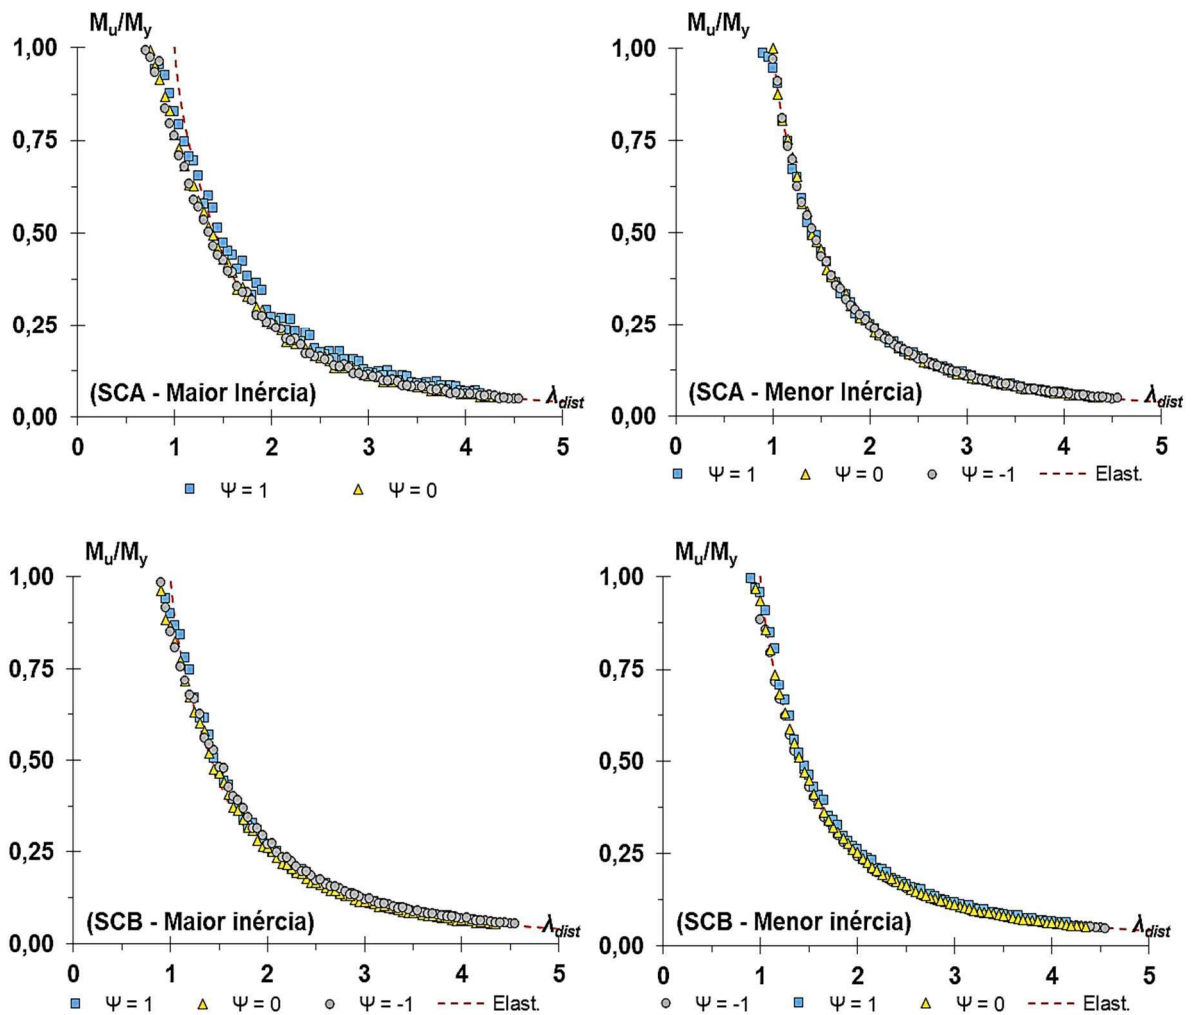 Mu/My
1,00
0,75
0,50
0,25
0,00
(SCA - Maior Inércia)
λdist
0 1 2 3 4 5
Ψ = 1 Ψ = 0
Mu/My
1,00
0,75
0,50
0,25
0,00
(SCA - Menor Inércia)
λdist
0 1 2 3 4 5
Ψ = 1 Ψ = 0 Ψ = -1 Elast.
Mu/My
1,00
0,75
0,50
0,25
0,00
(SCB - Maior inércia)
λdist
0 1 2 3 4 5
Ψ = 1 Ψ = 0 Ψ = -1 Elast.
Mu/My
1,00
0,75
0,50
0,25
0,00
(SCB - Menor inércia)
λdist
0 1 2 3 4 5
Ψ = -1 Ψ = 1 Ψ = 0 Elast.